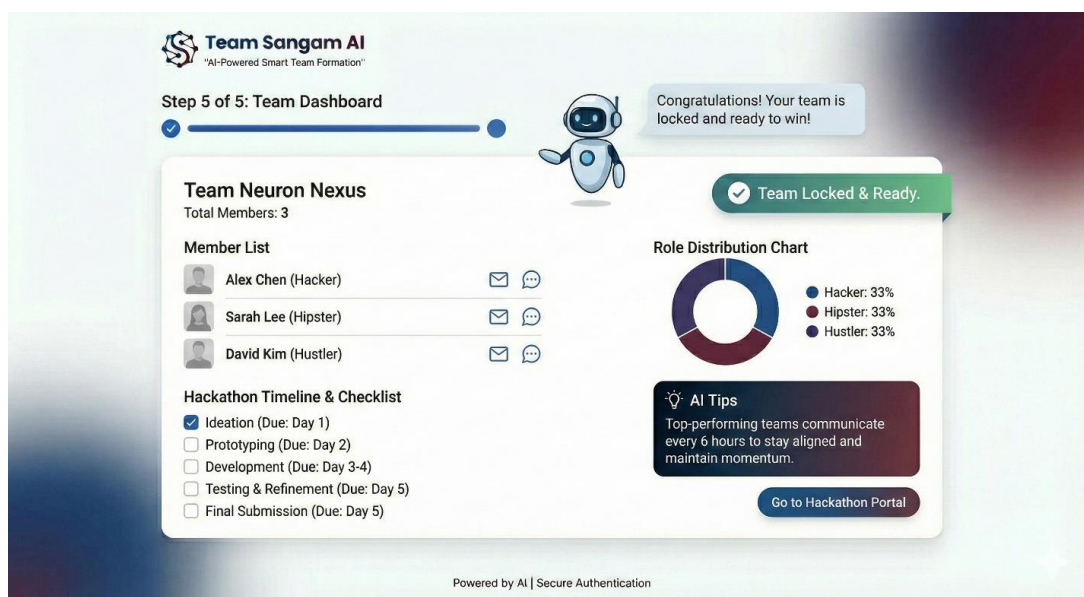 Team Sangam AI
"AI-Powered Smart Team Formation"
Step 5 of 5: Team Dashboard
Congratulations! Your team is
locked and ready to win!
Team Neuron Nexus
Total Members: 3
Team Locked & Ready.
Member List
Alex Chen (Hacker)
Sarah Lee (Hipster)
David Kim (Hustler)
Role Distribution Chart
Hacker: 33%
Hipster: 33%
Hustler: 33%
Hackathon Timeline & Checklist
Ideation (Due: Day 1)
Prototyping (Due: Day 2)
Development (Due: Day 3-4)
Testing & Refinement (Due: Day 5)
Final Submission (Due: Day 5)
AI Tips
Top-performing teams communicate
every 6 hours to stay aligned and
maintain momentum.
Go to Hackathon Portal
Powered by AI | Secure Authentication